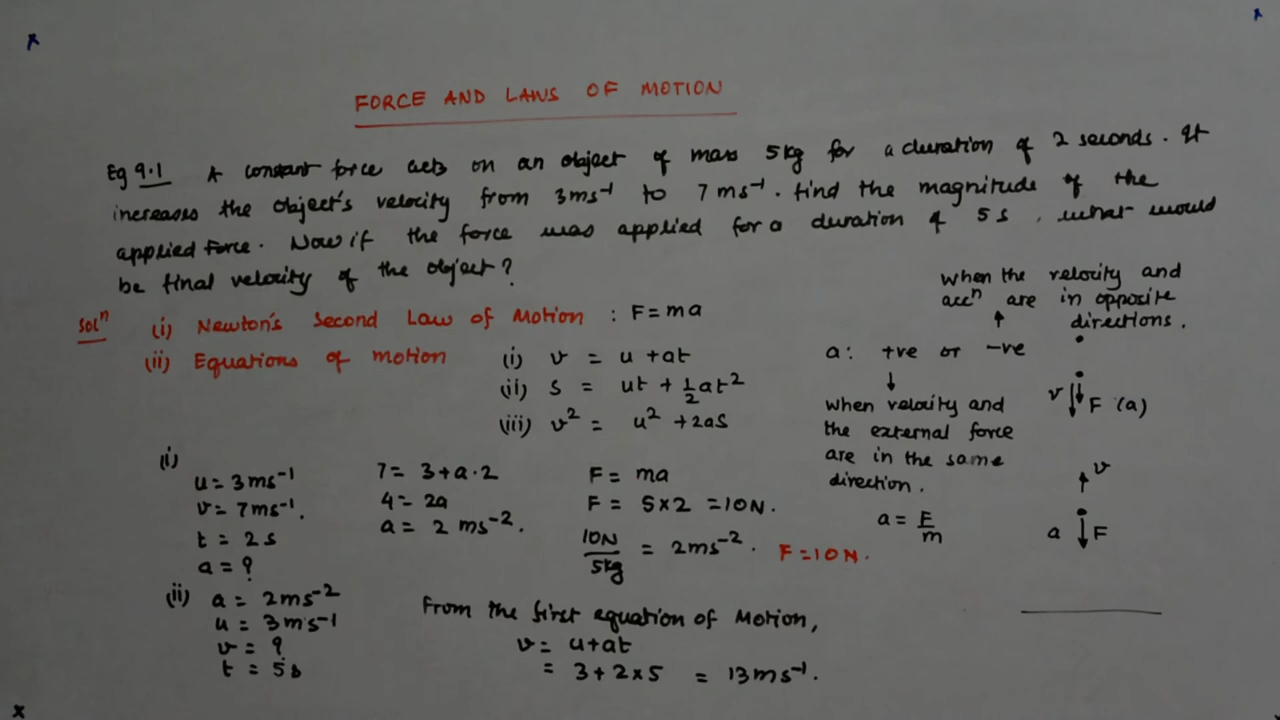 FORCE AND LAWS OF MOTION
Eg 9.1 A constant force acts on an object of mass 5kg for a duration of 2 seconds. It
increases the object's velocity from 3ms⁻¹ to 7ms⁻¹. find the magnitude of the
applied force. Now if the force was applied for a duration of 5s, what would
be final velocity of the object?
Solⁿ (i) Newton's Second Law of Motion : F=ma
(ii) Equations of motion (i) v = u + at
(ii) s = ut + 1/2 at²
(iii) v² = u² + 2as
when the velocity and
accⁿ are in opposite
directions.
↑
a: +ve or -ve
↓
when velocity and
the external force
are in the same
direction.
a = F/m
v F (a)
v
a F
(i)
u = 3ms⁻¹
v = 7ms⁻¹.
t = 2s
a = ?
7 = 3+a·2
4 = 2a
a = 2 ms⁻².
F = ma
F = 5×2 = 10N.
10N/5kg = 2ms⁻². F=10N.
(ii) a = 2ms⁻²
u = 3ms⁻¹
v = ?
t = 5s
From the first equation of Motion,
v = u+at
= 3+2×5 = 13ms⁻¹.